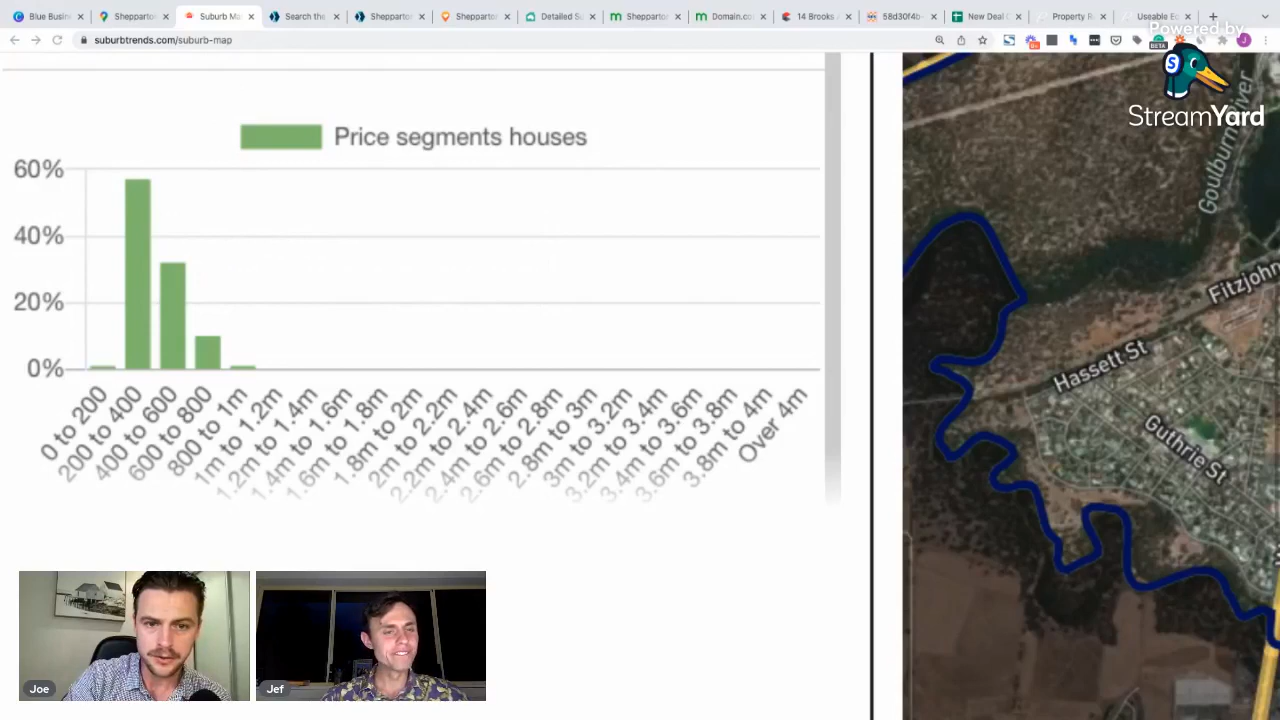 Blue Busin
Shepparto
Suburb Ma
Search the
Shepparto
Shepparto
Detailed Su
Shepparto
Domain.co
14 Brooks A
58d30f4b-
New Deal C
Property R
Useable Eq
suburbtrends.com/suburb-map
BETA
J
Powered by
StreamYard
Price segments houses
60%
40%
20%
0%
0 to 200
200 to 400
400 to 600
600 to 800
800 to 1m
1m to 1.2m
1.2m to 1.4m
1.4m to 1.6m
1.6m to 1.8m
1.8m to 2m
2m to 2.2m
2.2m to 2.4m
2.4m to 2.6m
2.6m to 2.8m
2.8m to 3m
3m to 3.2m
3.2m to 3.4m
3.4m to 3.6m
3.6m to 3.8m
3.8m to 4m
Over 4m
Goulburn River
Fitzjohn
Hassett St
Guthrie St
Joe
Jef